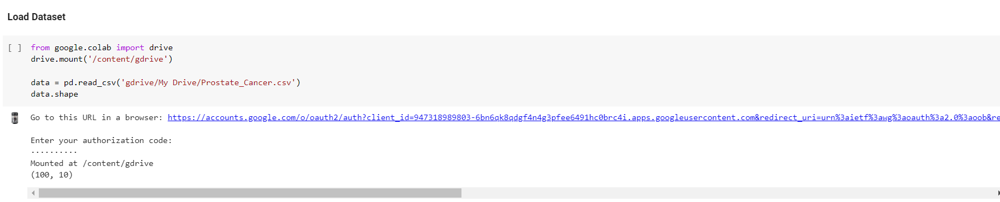 Load Dataset
[ ] from google.colab import drive
drive.mount('/content/gdrive')
data = pd.read_csv('gdrive/My Drive/Prostate_Cancer.csv')
data.shape
Go to this URL in a browser: https://accounts.google.com/o/oauth2/auth?client_id=947318989803-6bn6qk8qdgf4n4g3pfee6491hc0brc4i.apps.googleusercontent.com&redirect_uri=urn%3aietf%3awg%3aoauth%3a2.0%3aoob&re
Enter your authorization code:
··········
Mounted at /content/gdrive
(100, 10)